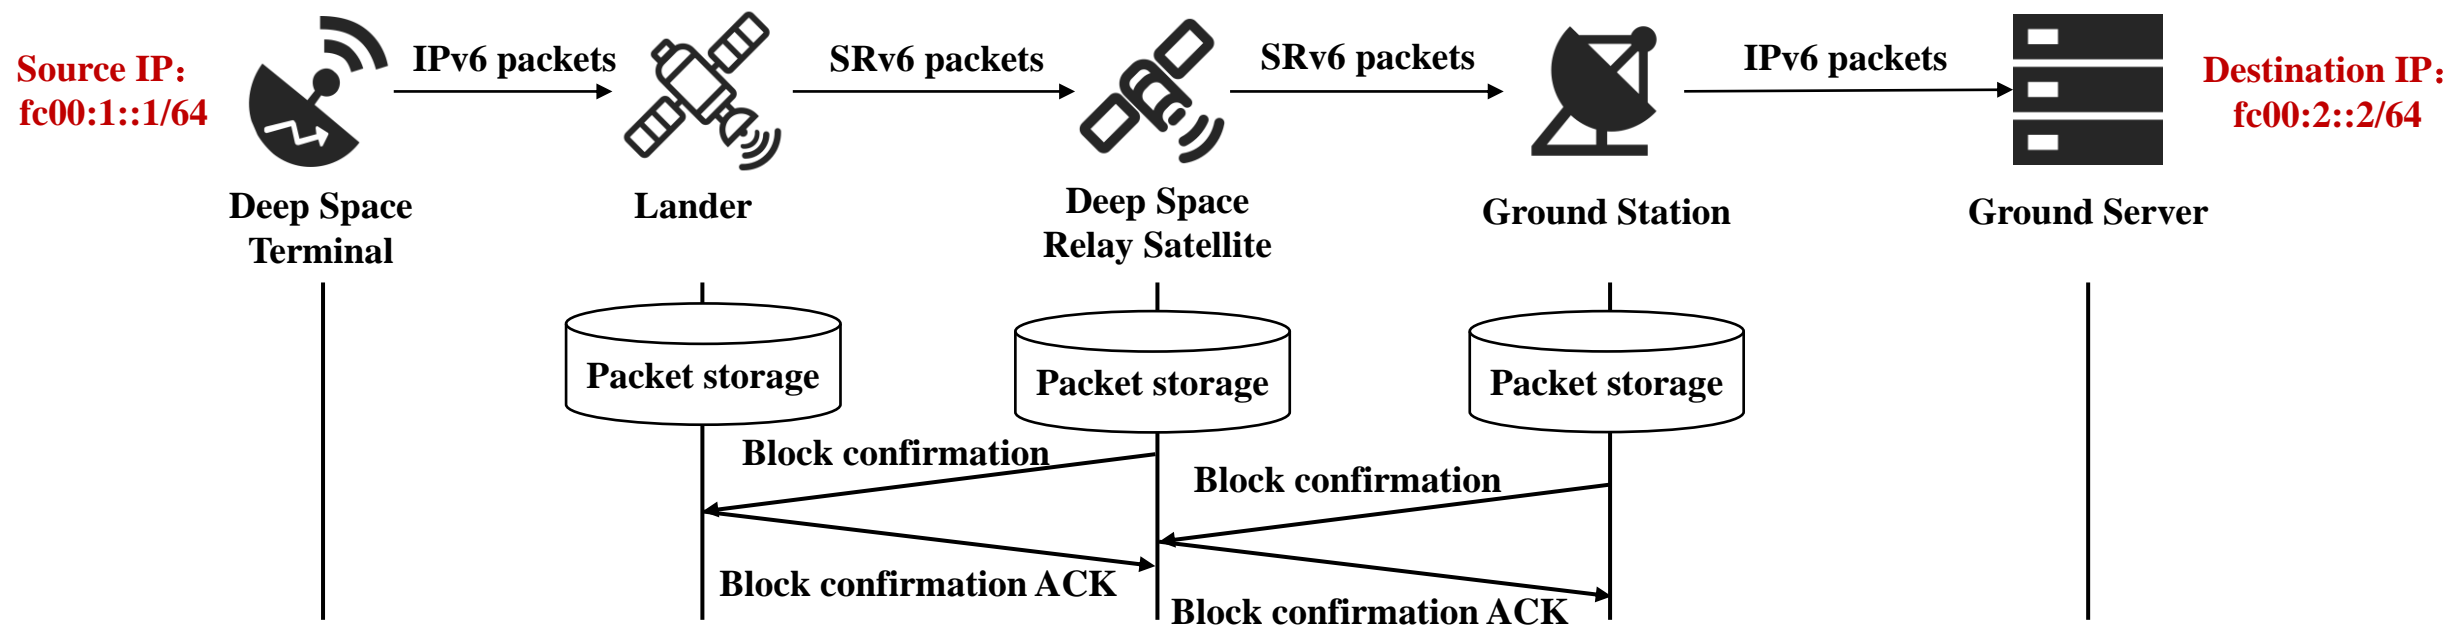 Source IP：
fc00:1::1/64
IPv6 packets
SRv6 packets
SRv6 packets
IPv6 packets
Destination IP：
fc00:2::2/64
Deep Space
Terminal
Lander
Deep Space
Relay Satellite
Ground Station
Ground Server
Packet storage
Packet storage
Packet storage
Block confirmation
Block confirmation
Block confirmation ACK
Block confirmation ACK